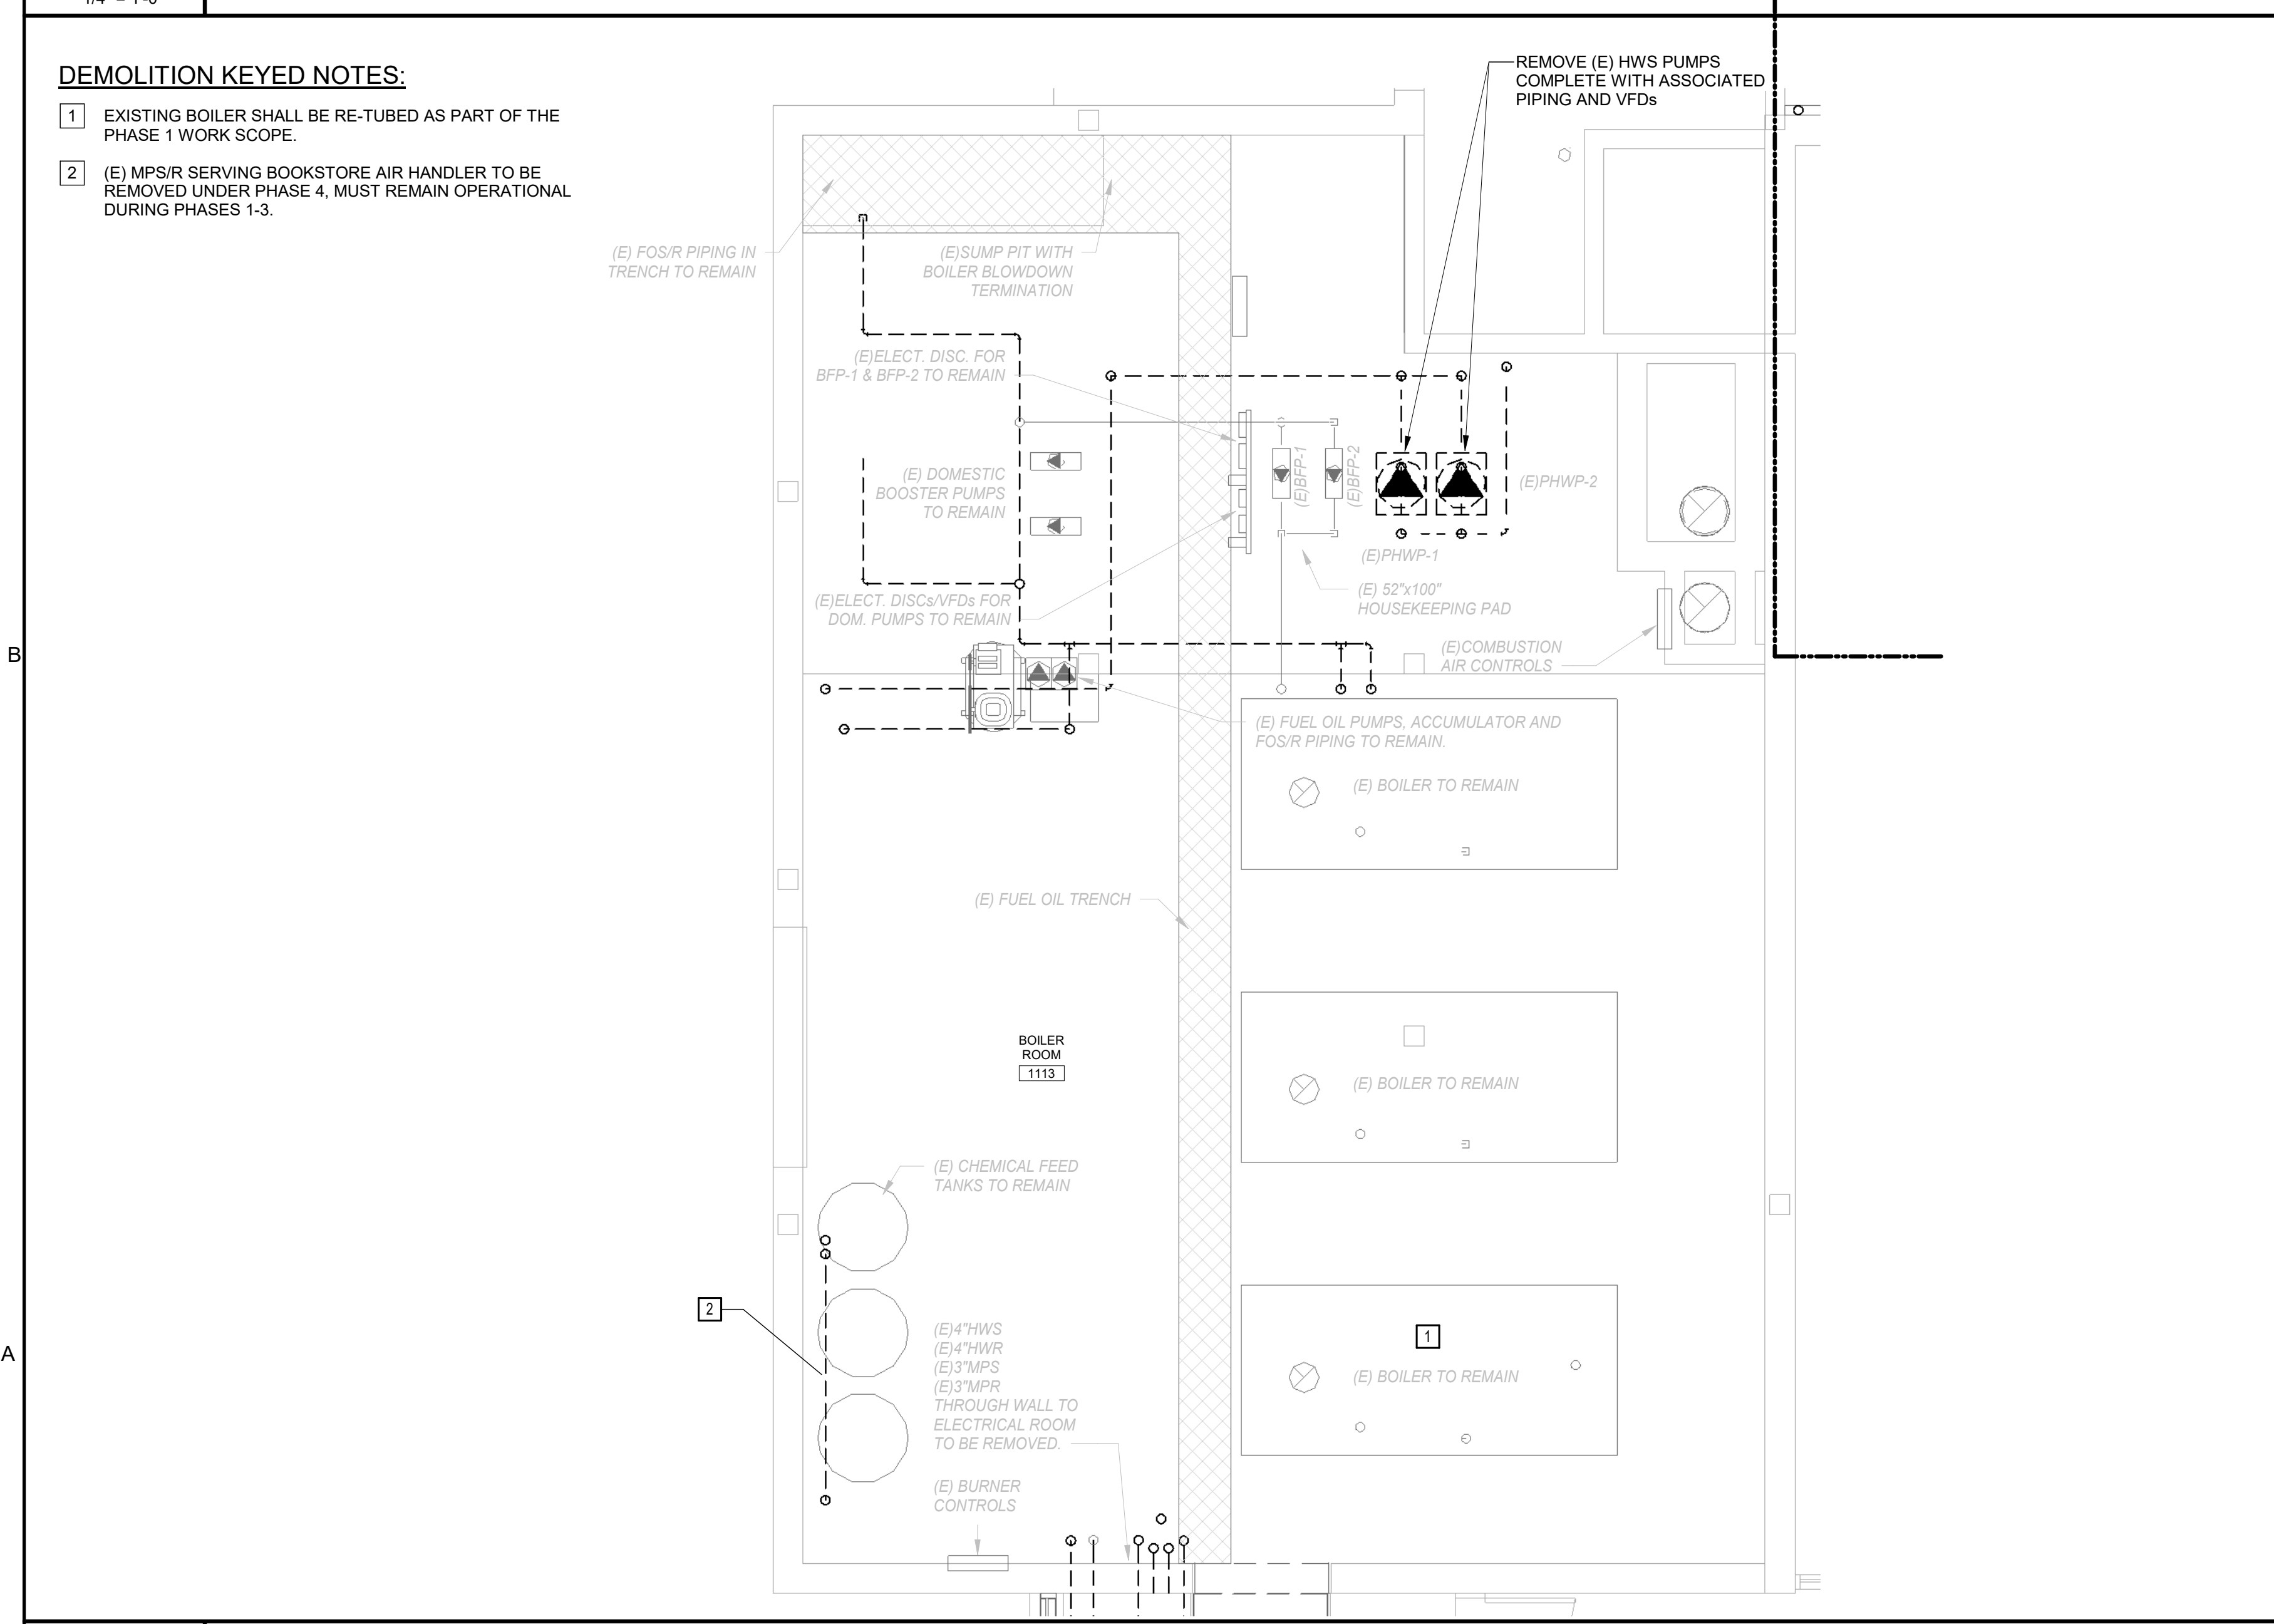 DEMOLITION KEYED NOTES:
1 EXISTING BOILER SHALL BE RE-TUBED AS PART OF THE
PHASE 1 WORK SCOPE.
2 (E) MPS/R SERVING BOOKSTORE AIR HANDLER TO BE
REMOVED UNDER PHASE 4, MUST REMAIN OPERATIONAL
DURING PHASES 1-3.
REMOVE (E) HWS PUMPS
COMPLETE WITH ASSOCIATED
PIPING AND VFDs
(E) FOS/R PIPING IN
TRENCH TO REMAIN
(E)SUMP PIT WITH
BOILER BLOWDOWN
TERMINATION
(E)ELECT. DISC. FOR
BFP-1 & BFP-2 TO REMAIN
(E) DOMESTIC
BOOSTER PUMPS
TO REMAIN
(E)BFP-1
(E)BFP-2
(E)PHWP-2
(E)PHWP-1
(E) 52"x100"
HOUSEKEEPING PAD
(E)ELECT. DISCs/VFDs FOR
DOM. PUMPS TO REMAIN
(E)COMBUSTION
AIR CONTROLS
B
(E) FUEL OIL PUMPS, ACCUMULATOR AND
FOS/R PIPING TO REMAIN.
(E) BOILER TO REMAIN
(E) FUEL OIL TRENCH
BOILER
ROOM
1113
(E) BOILER TO REMAIN
(E) CHEMICAL FEED
TANKS TO REMAIN
2
(E)4"HWS
(E)4"HWR
(E)3"MPS
(E)3"MPR
THROUGH WALL TO
ELECTRICAL ROOM
TO BE REMOVED.
1
(E) BOILER TO REMAIN
A
(E) BURNER
CONTROLS